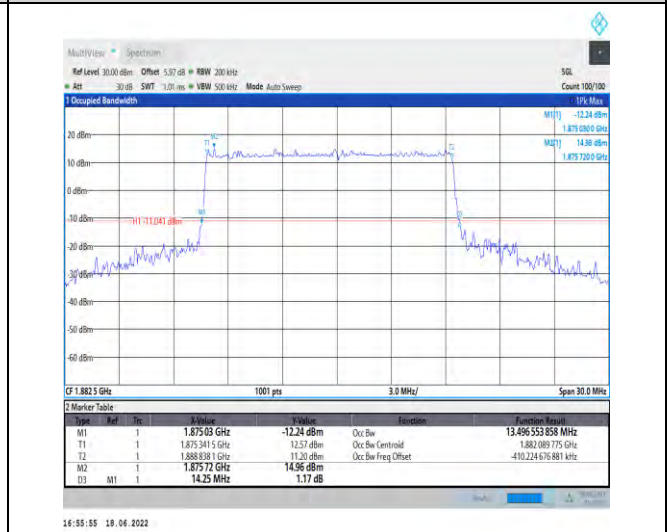 MultiView Spectrum
Ref Level 30.00 dBm Offset 5.97 dB RBW 200 kHz SGL
Att 30 dB SWT 1.01 ms VBW 500 kHz Mode Auto Sweep Count 100/100
1 Occupied Bandwidth 1Pk Max
M1[1] -12.24 dBm
1.875 030 0 GHz
M2[1] 14.96 dBm
1.875 720 0 GHz
20 dBm
T1 M2 T2
10 dBm
0 dBm
-10 dBm
M1
H1 -11.041 dBm
-20 dBm
-30 dBm
-40 dBm
-50 dBm
-60 dBm
CF 1.882 5 GHz 1001 pts 3.0 MHz/ Span 30.0 MHz
2 Marker Table
Type Ref Trc X-Value Y-Value Function Function Result
M1 1 1.875 03 GHz -12.24 dBm Occ Bw 13.496 553 858 MHz
T1 1 1.875 341 5 GHz 12.57 dBm Occ Bw Centroid 1.882 089 775 GHz
T2 1 1.888 838 1 GHz 11.20 dBm Occ Bw Freq Offset -410.224 676 881 kHz
M2 1 1.875 72 GHz 14.96 dBm
D3 M1 1 14.25 MHz 1.17 dB
16:55:55 18.06.2022